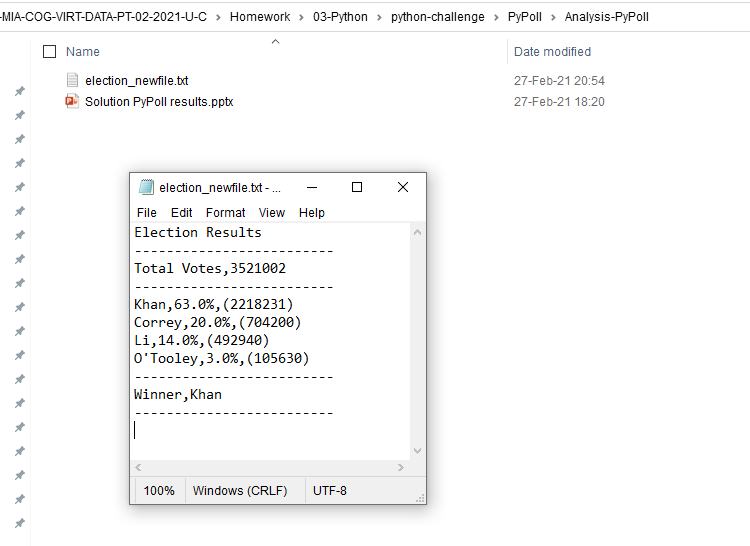 -MIA-COG-VIRT-DATA-PT-02-2021-U-C > Homework > 03-Python > python-challenge > PyPoll > Analysis-PyPoll
Name Date modified
election_newfile.txt 27-Feb-21 20:54
Solution PyPoll results.pptx 27-Feb-21 18:20
election_newfile.txt - ...
File Edit Format View Help
Election Results
-------------------------
Total Votes,3521002
-------------------------
Khan,63.0%,(2218231)
Correy,20.0%,(704200)
Li,14.0%,(492940)
O'Tooley,3.0%,(105630)
-------------------------
Winner,Khan
-------------------------
100% Windows (CRLF) UTF-8